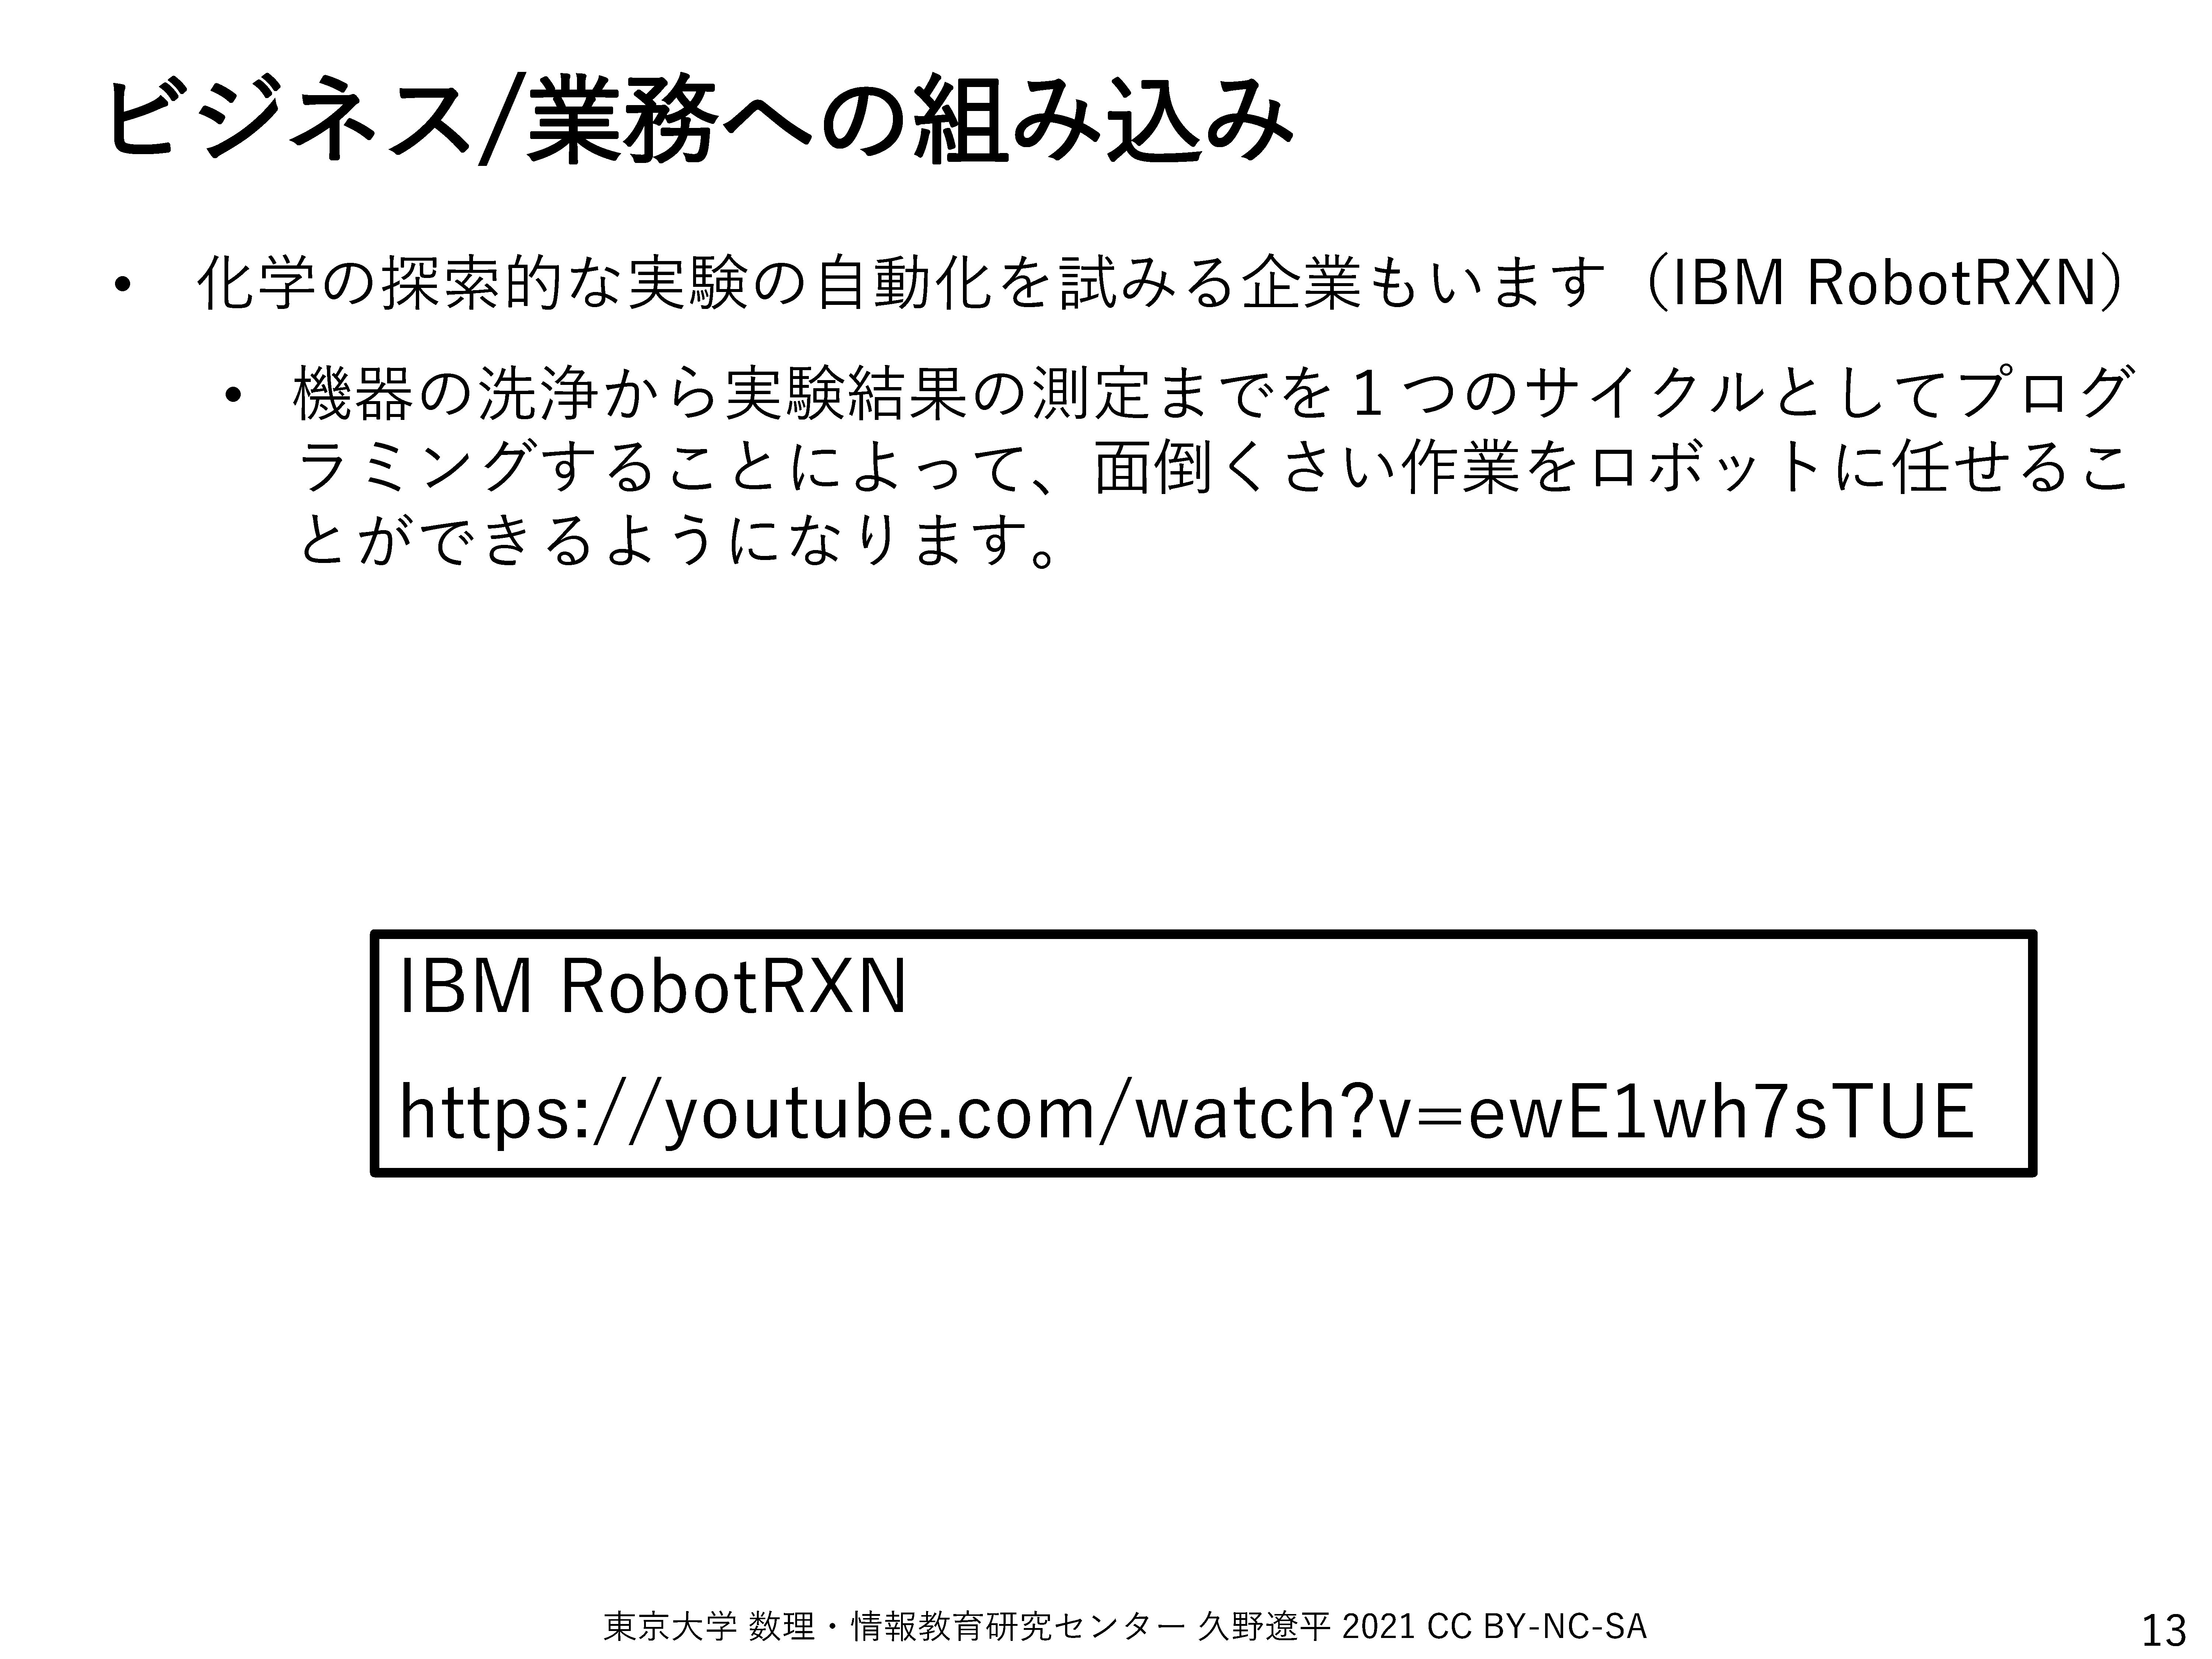 ビジネス/業務への組み込み
• 化学の探索的な実験の自動化を試みる企業もいます（IBM RobotRXN）
• 機器の洗浄から実験結果の測定までを１つのサイクルとしてプログ
ラミングすることによって、面倒くさい作業をロボットに任せるこ
とができるようになります。
IBM RobotRXN
https://youtube.com/watch?v=ewE1wh7sTUE
東京大学 数理・情報教育研究センター 久野遼平 2021 CC BY-NC-SA
13